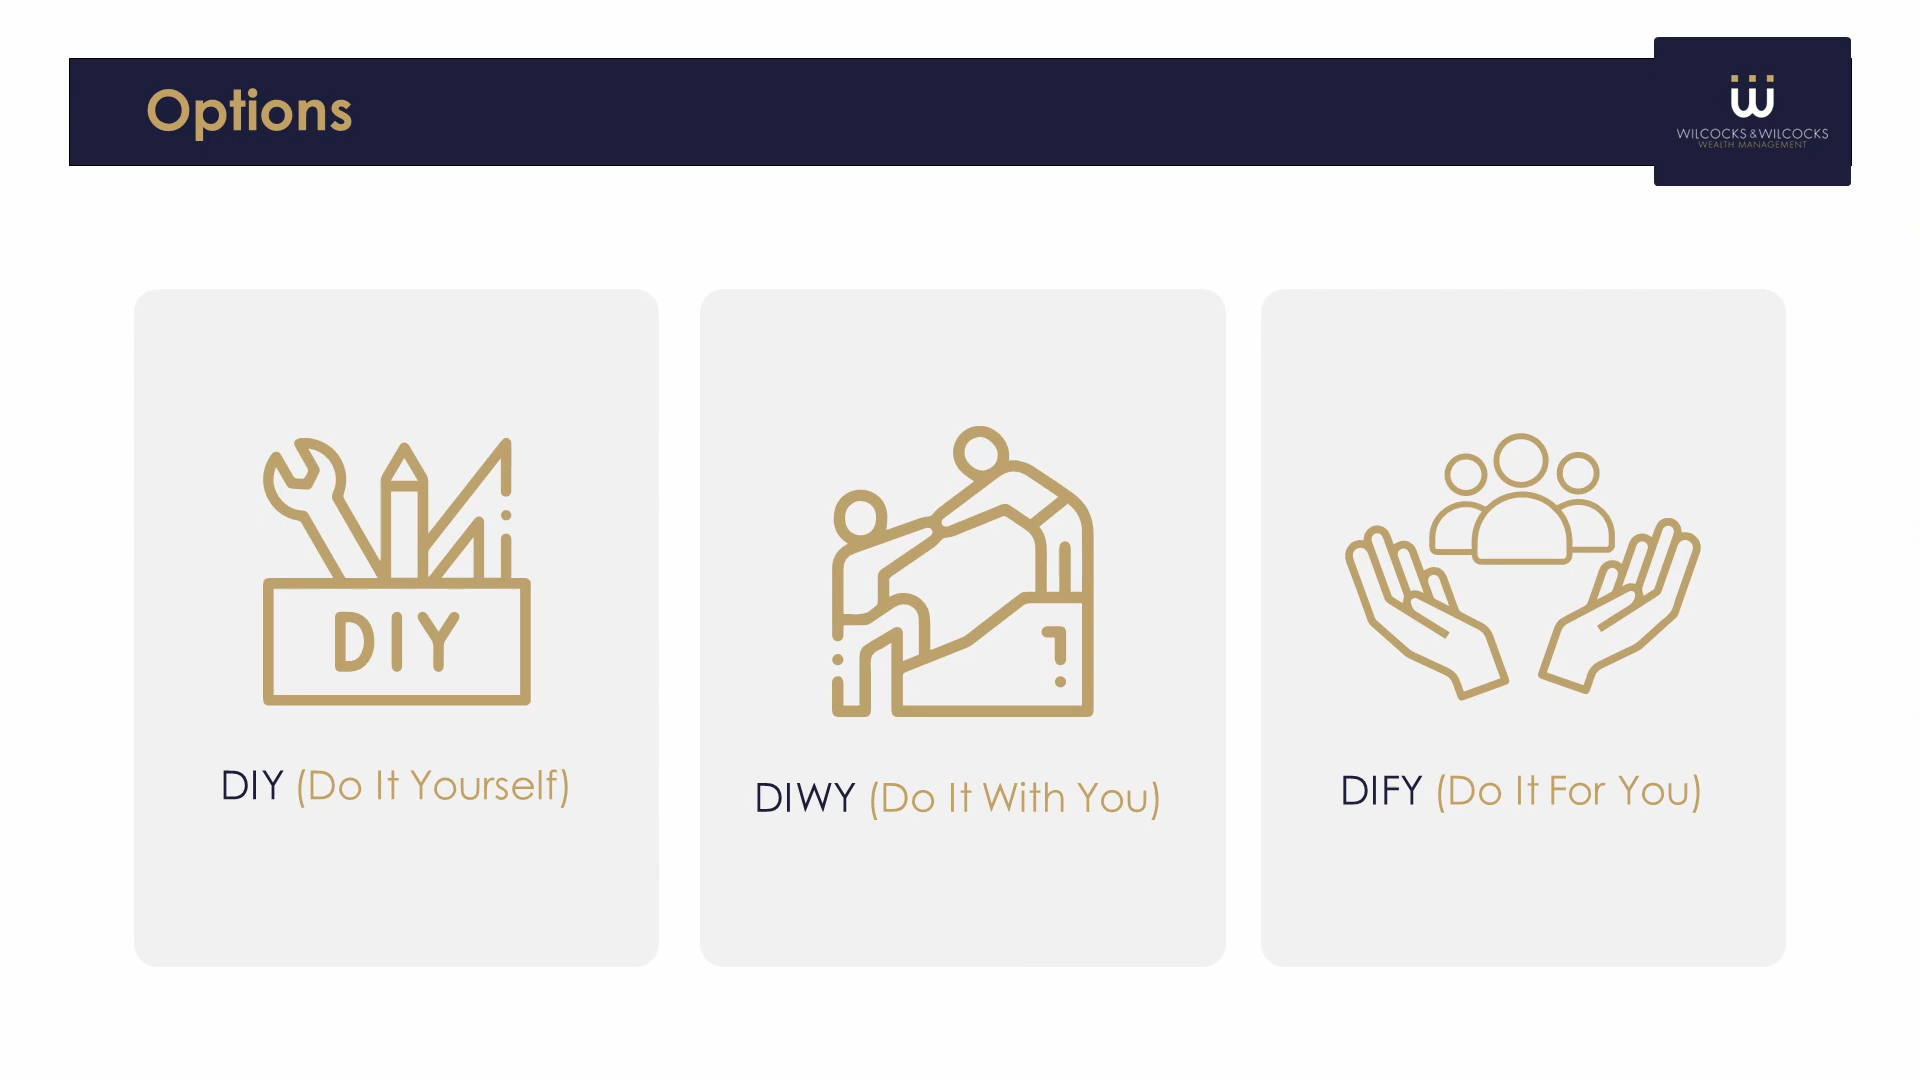 Options
WILCOCKS & WILCOCKS
WEALTH MANAGEMENT
DIY
DIY (Do It Yourself)
DIWY (Do It With You)
DIFY (Do It For You)